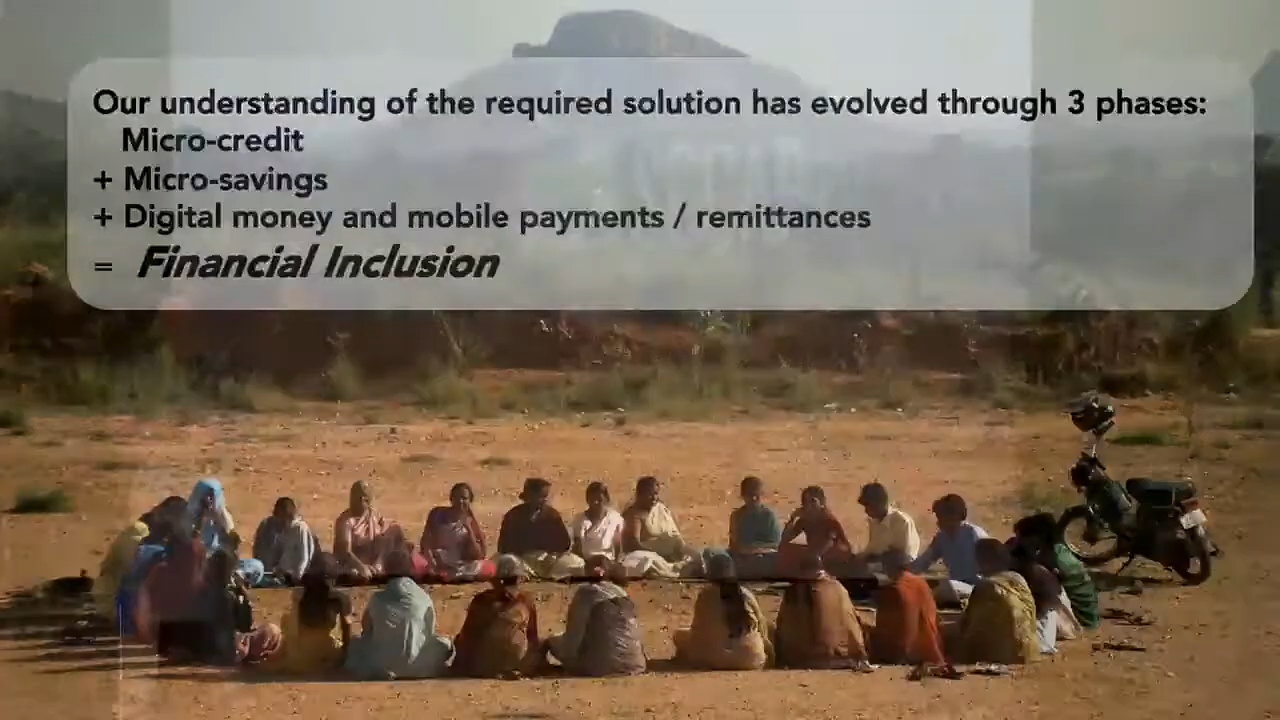 Our understanding of the required solution has evolved through 3 phases:
Micro-credit
+ Micro-savings
+ Digital money and mobile payments / remittances
= Financial Inclusion